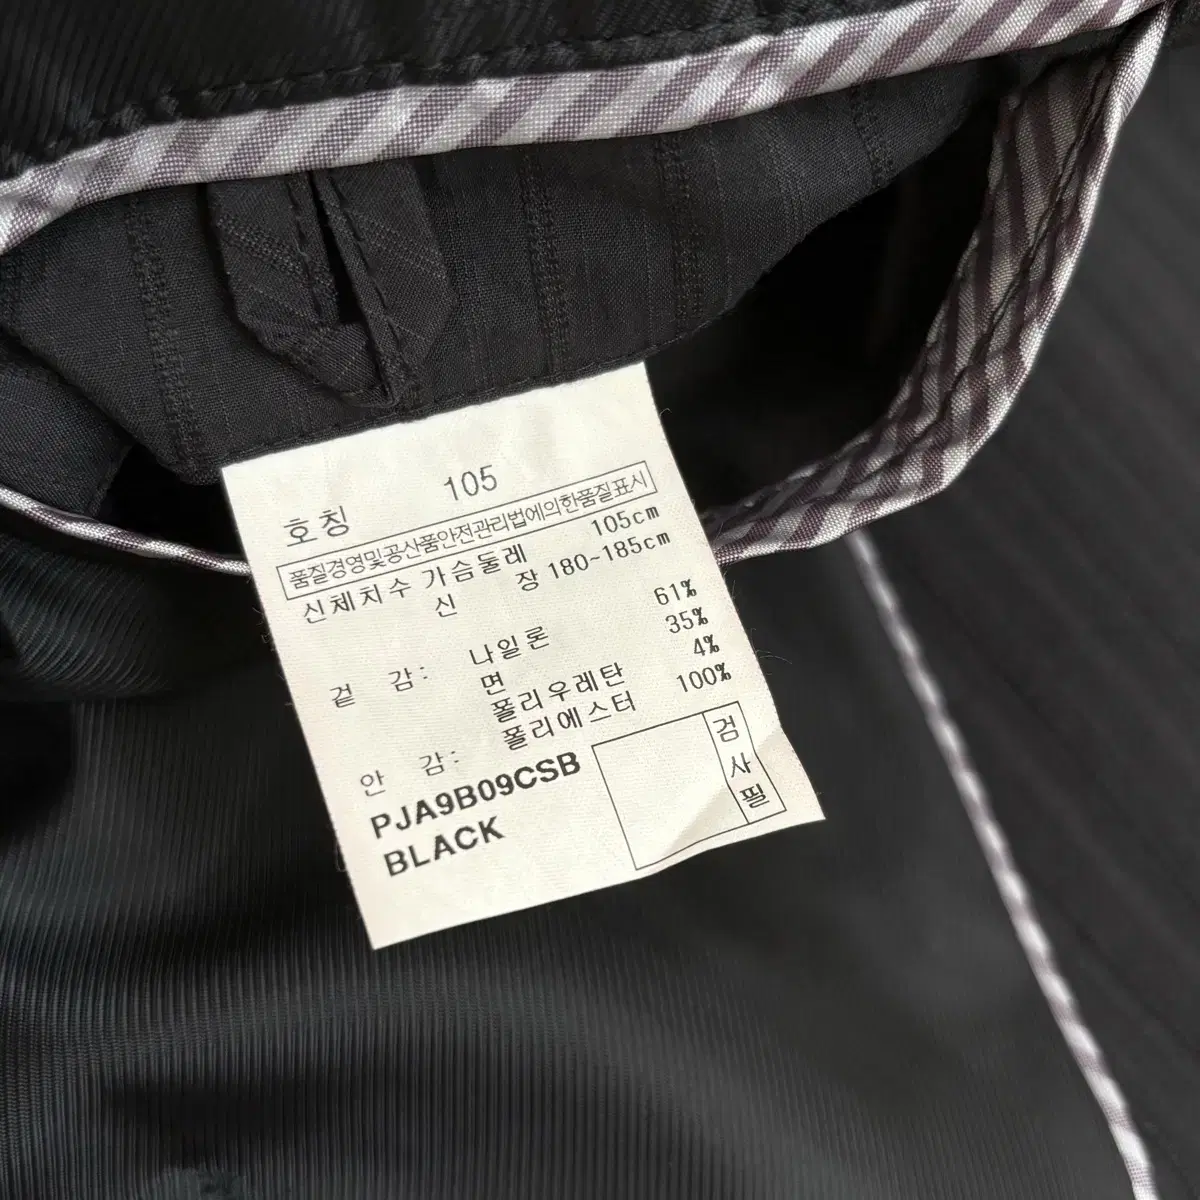 호칭 105
품질경영및공산품안전관리법에의한품질표시
신체치수 가슴둘레 105cm
신 장 180~185cm
겉 감: 나일론 61%
면 35%
폴리우레탄 4%
안 감: 폴리에스터 100%
PJA9B09CSB
BLACK
검사필